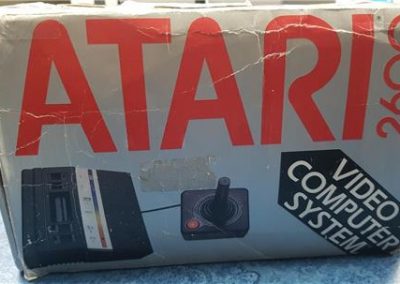 ATARI
2600
VIDEO
COMPUTER
SYSTEM